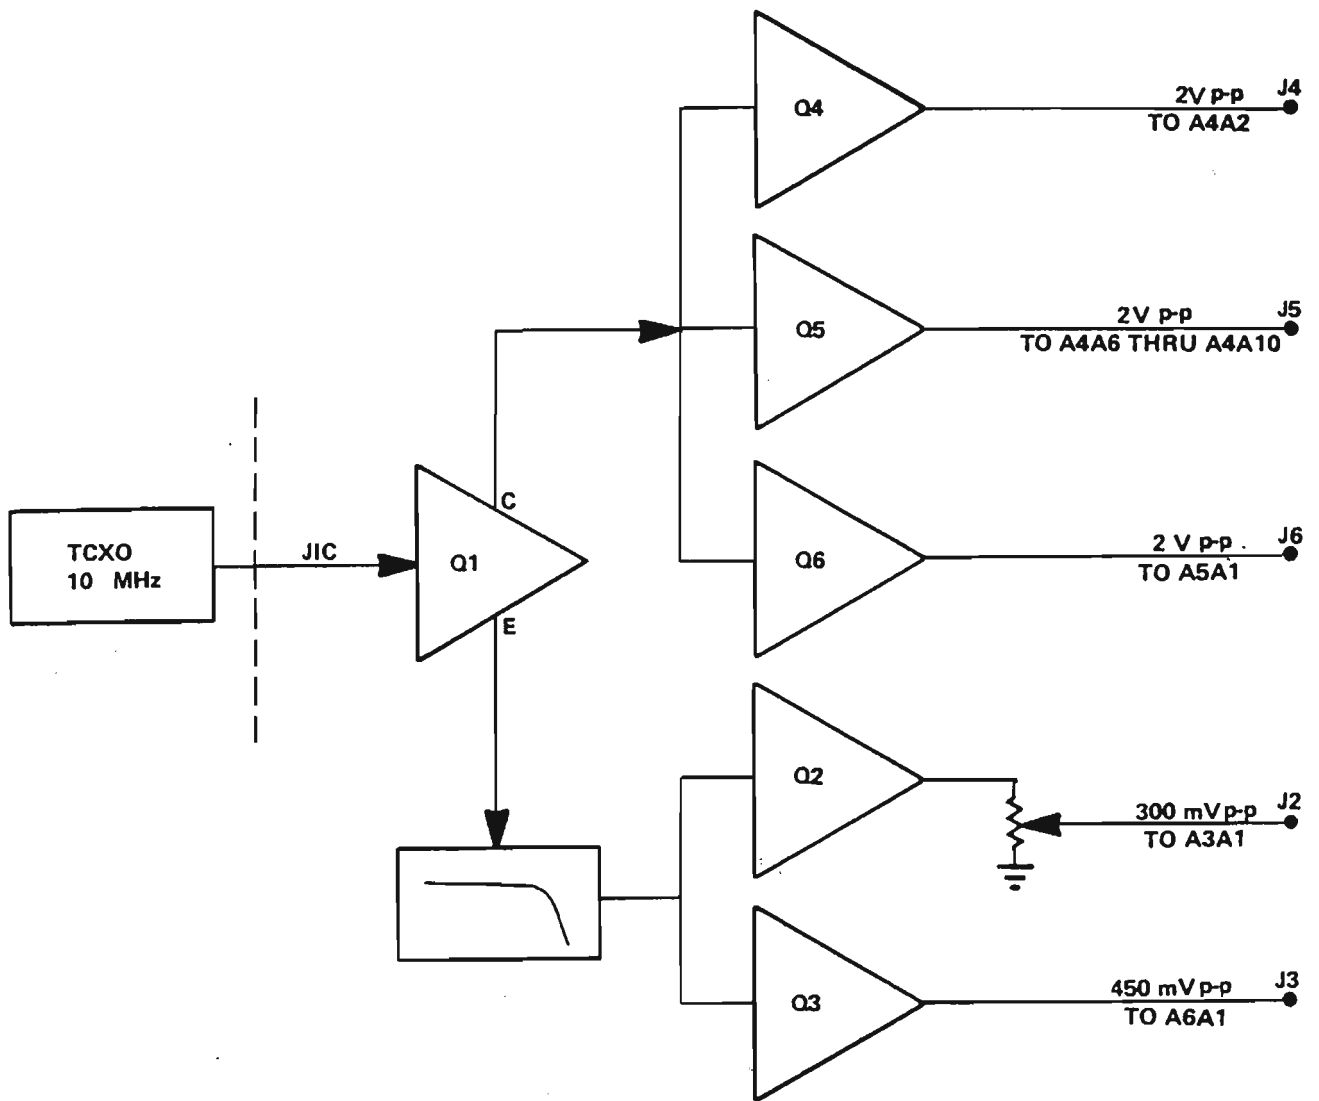 Q4
2V p-p
J4
TO A4A2
Q5
2V p-p
J5
TO A4A6 THRU A4A10
TCXO
10 MHz
JIC
Q1
C
E
Q6
2 V p-p
J6
TO A5A1
Q2
300 mV p-p
J2
TO A3A1
Q3
450 mV p-p
J3
TO A6A1